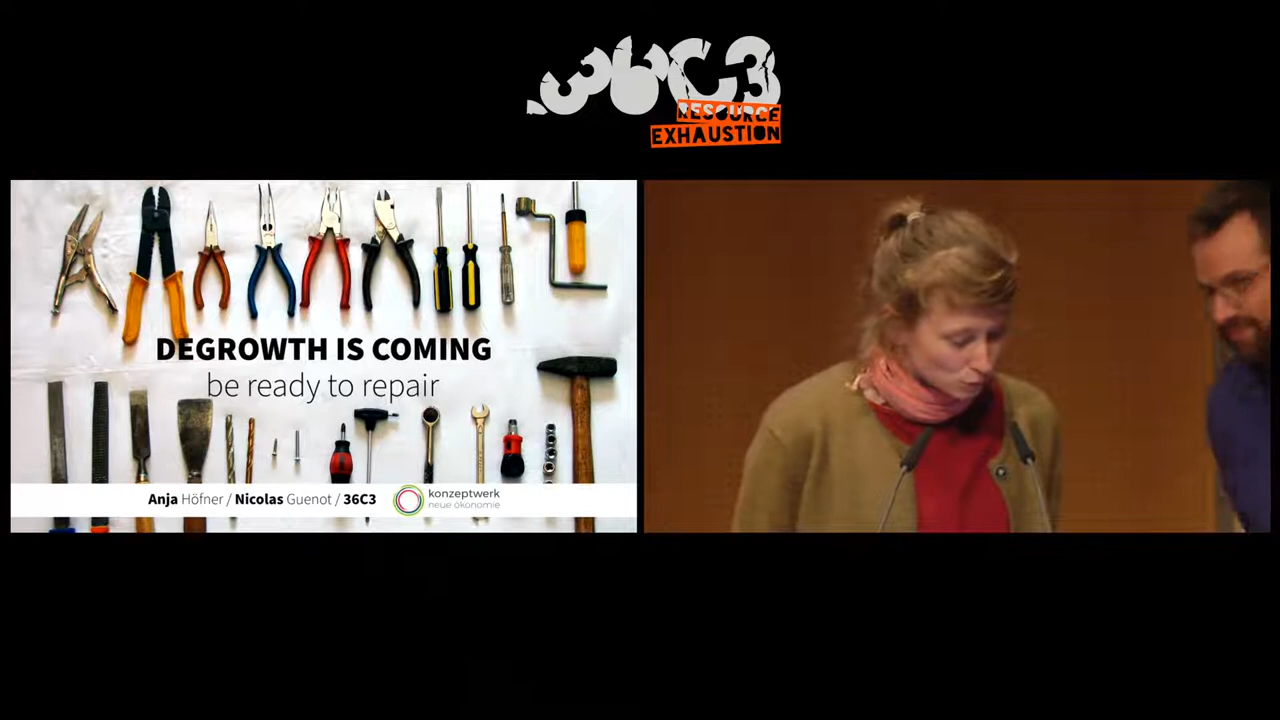 36C3
RESOURCE
EXHAUSTION
DEGROWTH IS COMING
be ready to repair
Anja Höfner / Nicolas Guenot / 36C3
konzeptwerk
neue ökonomie